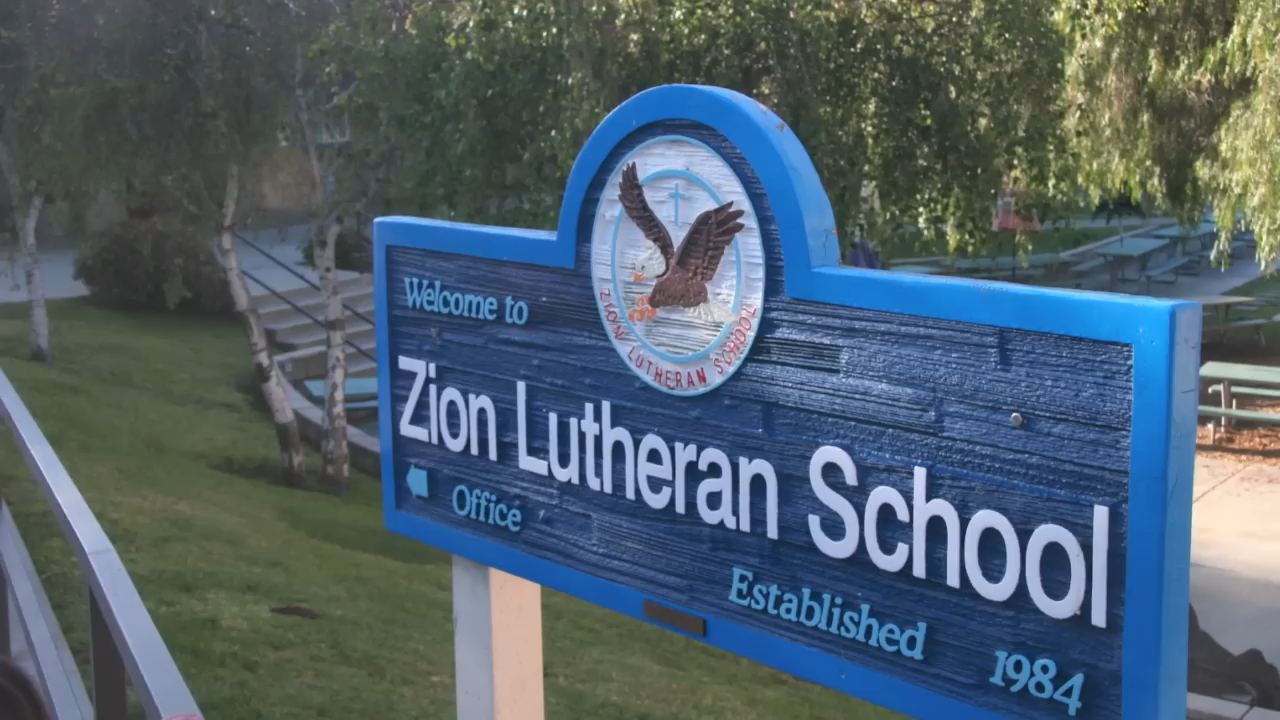 ZION LUTHERAN SCHOOL
Welcome to
Zion Lutheran School
Office
Established 1984